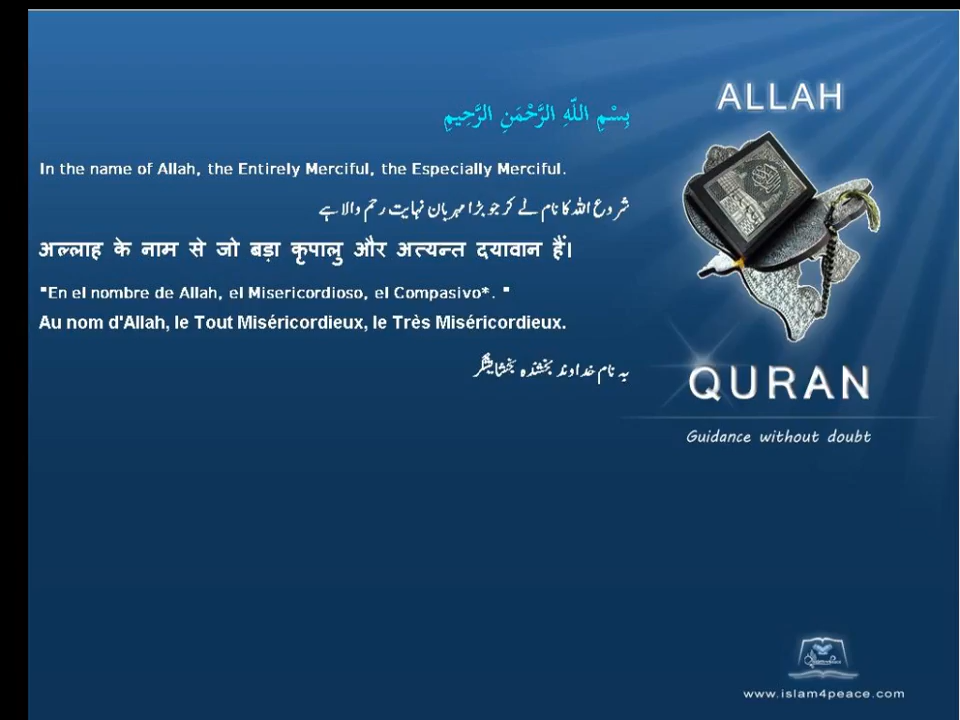 بِسْمِ اللَّهِ الرَّحْمَنِ الرَّحِيمِ
In the name of Allah, the Entirely Merciful, the Especially Merciful.
شروع اللہ کا نام لے کر جو بڑا مہربان نہایت رحم والا ہے
अल्लाह के नाम से जो बड़ा कृपालु और अत्यन्त दयावान हैं।
"En el nombre de Allah, el Misericordioso, el Compasivo*. "
Au nom d'Allah, le Tout Miséricordieux, le Très Miséricordieux.
به نام خداوند بخشنده بخشایشگر
ALLAH
QURAN
Guidance without doubt
www.islam4peace.com